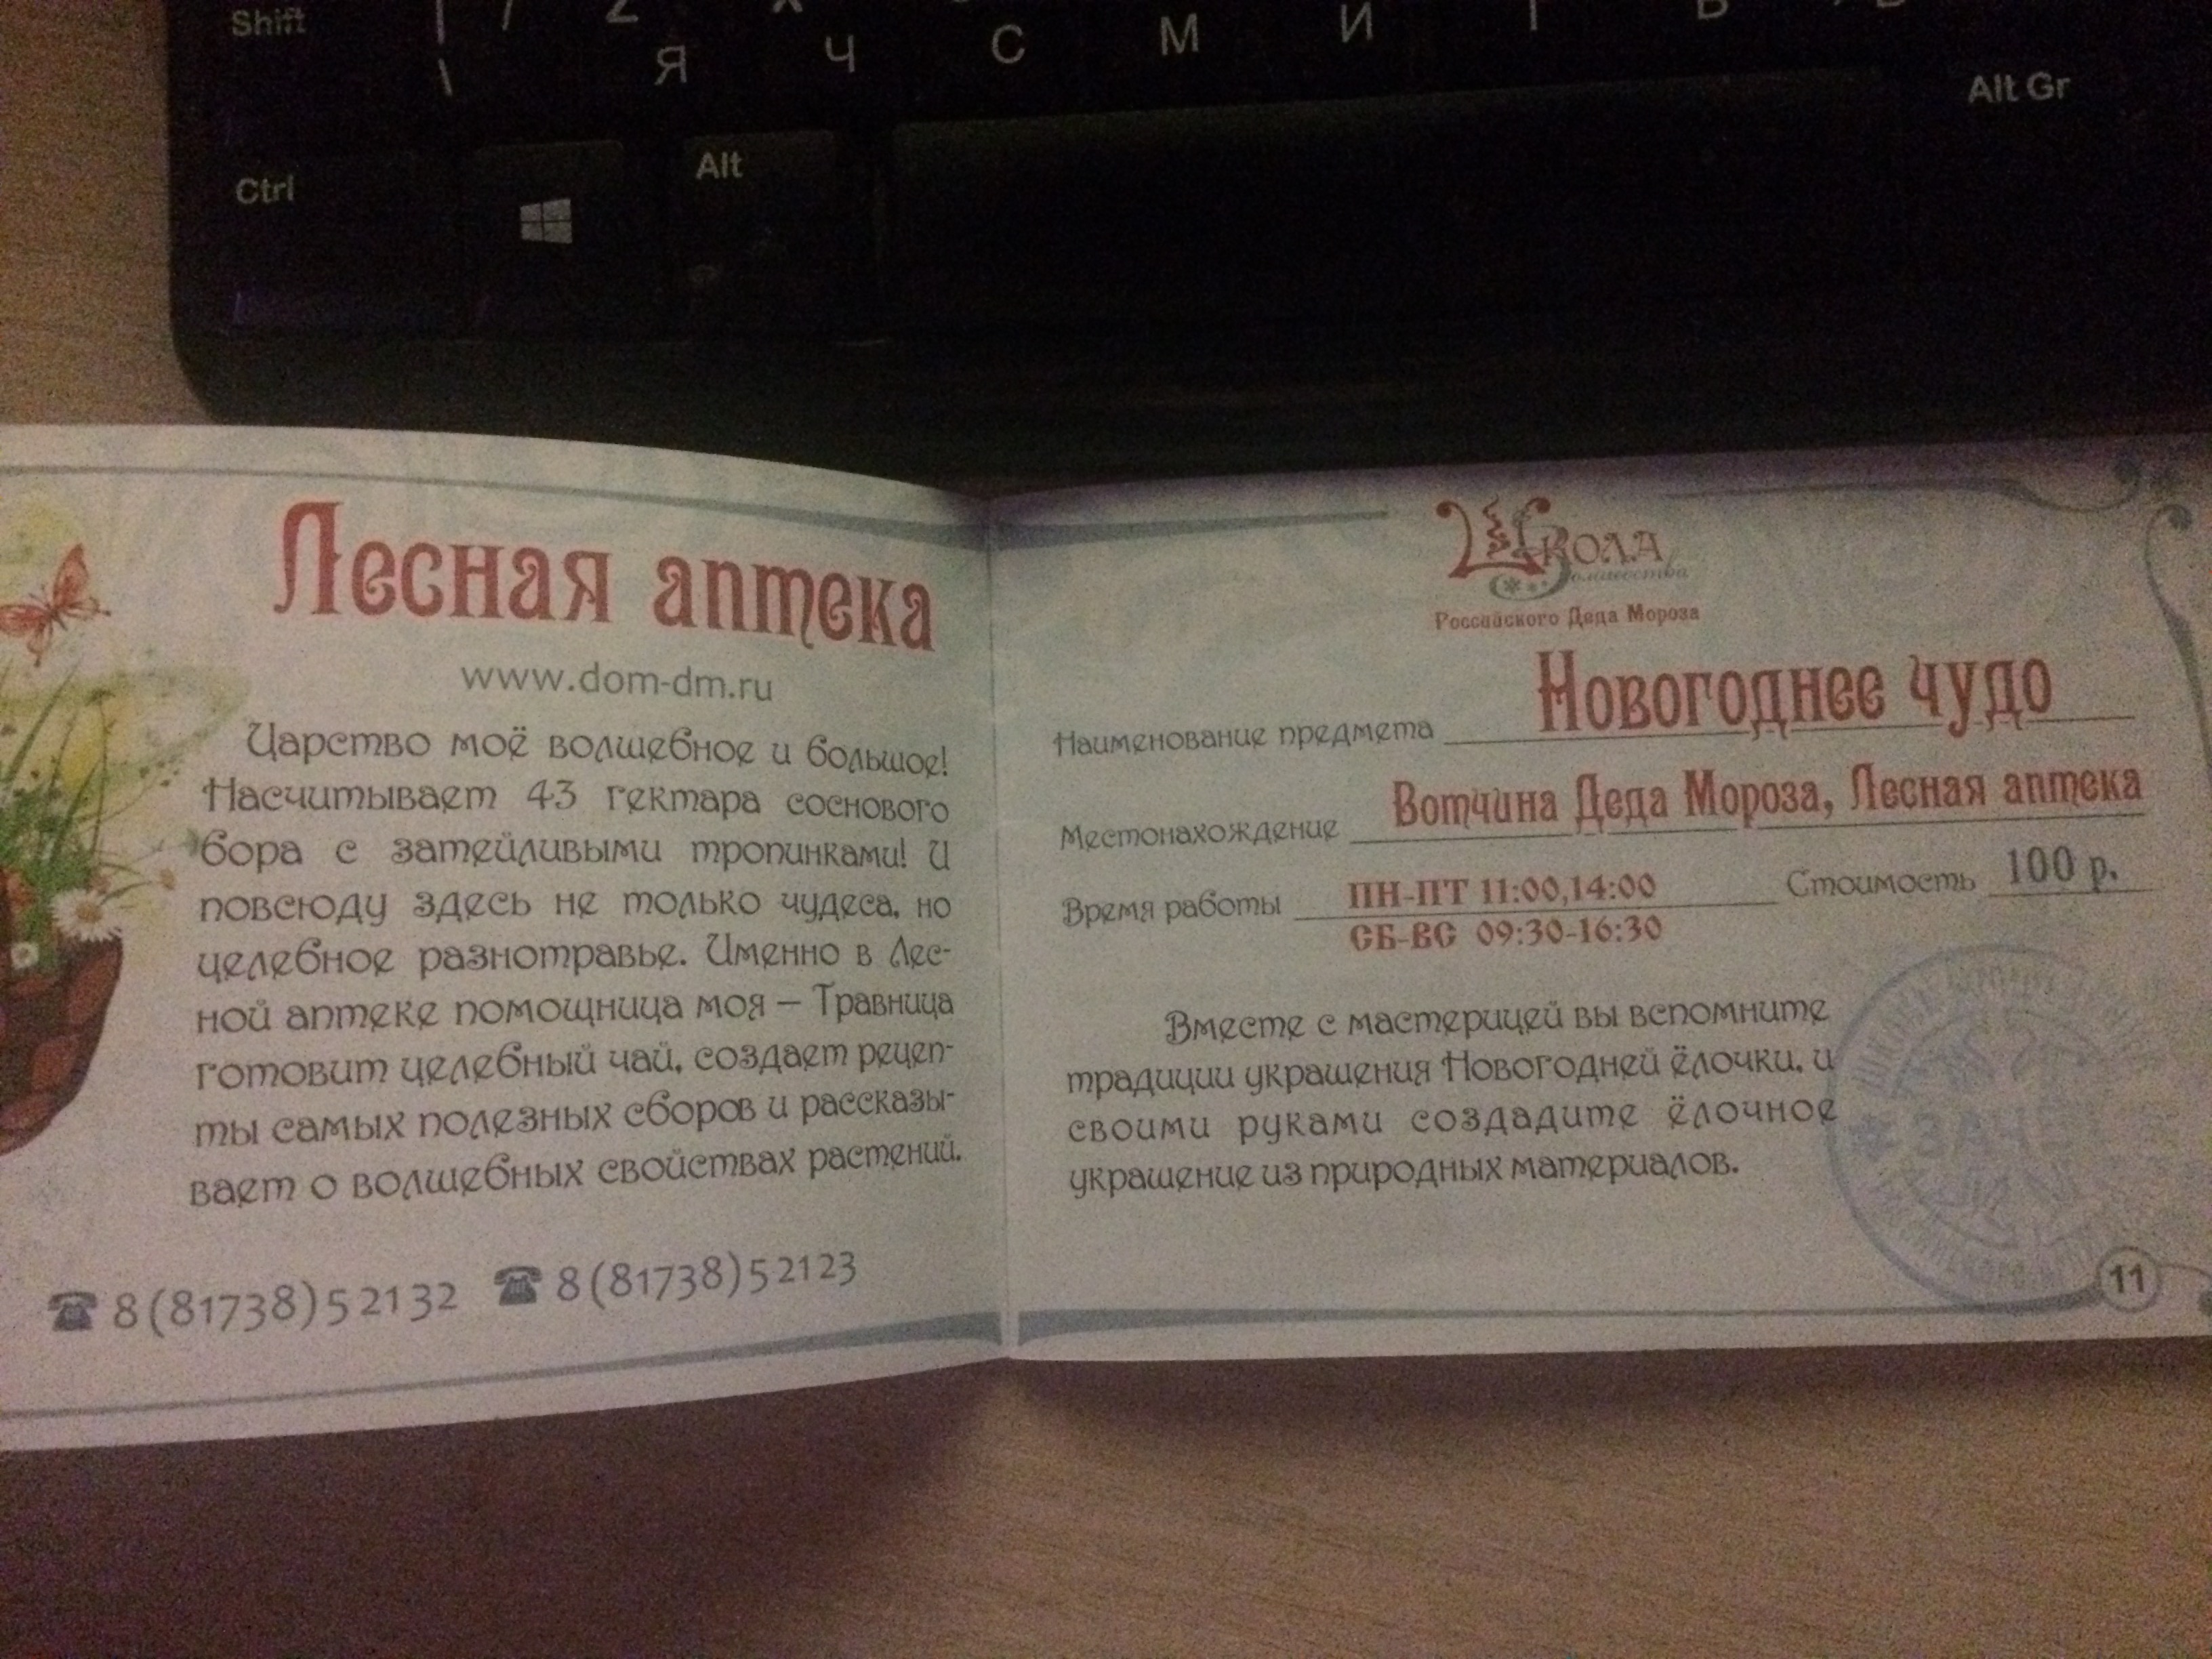 Shift
\
Я Ч С М И
Alt Gr
Ctrl
Alt
Лесная аптека
www.dom-dm.ru
Царство моё волшебное и большое!
Насчитывает 43 гектара соснового
бора с затейливыми тропинками! И
повсюду здесь не только чудеса, но
целебное разнотравье. Именно в Лес-
ной аптеке помощница моя – Травница
готовит целебный чай, создает рецеп-
ты самых полезных сборов и рассказы-
вает о волшебных свойствах растений.
☎ 8(81738)52132 ☎ 8(81738)52123
Школа
Волшебства
Российского Деда Мороза
Наименование предмета Новогоднее чудо
Местонахождение Вотчина Деда Мороза, Лесная аптека
Время работы ПН-ПТ 11:00,14:00 Стоимость 100 р.
СБ-ВС 09:30-16:30
Вместе с мастерицей вы вспомните
традиции украшения Новогодней ёлочки, и
своими руками создадите ёлочное
украшение из природных материалов.
11